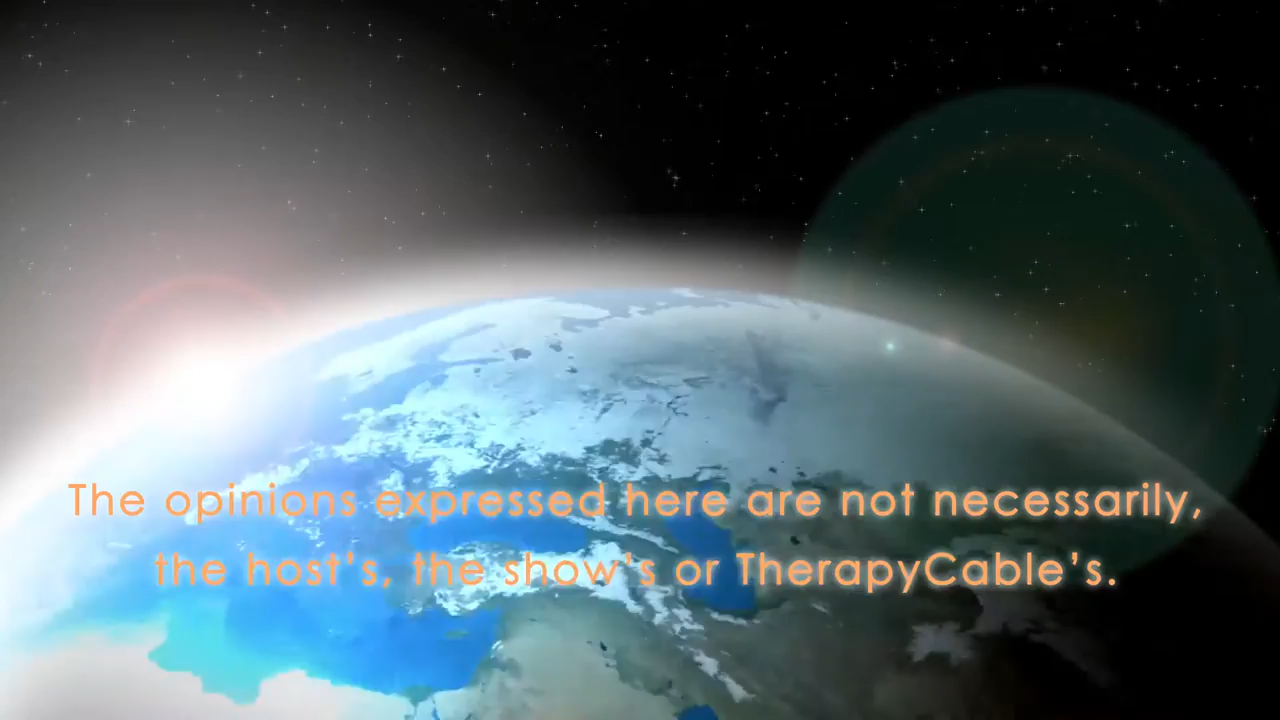 The opinions expressed here are not necessarily,
the host's, the show's or TherapyCable's.